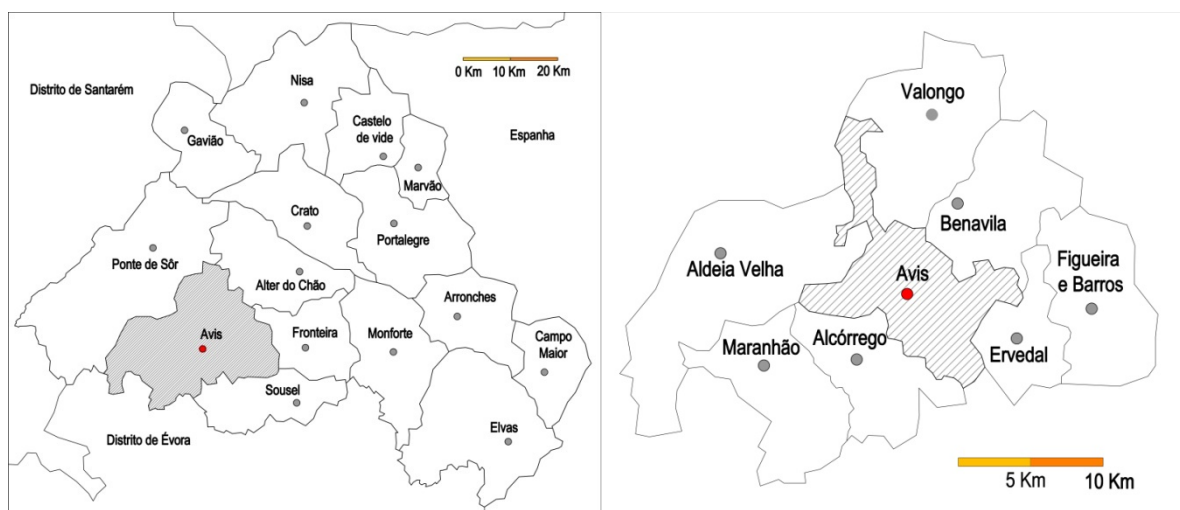 Nisa
0 Km 10 Km 20 Km
Distrito de Santarém
Castelo
de vide
Espanha
Gavião
Marvão
Crato
Portalegre
Ponte de Sôr
Alter do Chão
Arronches
Avis
Fronteira
Monforte
Campo
Maior
Sousel
Elvas
Distrito de Évora
Valongo
Benavila
Aldeia Velha
Avis
Figueira
e Barros
Maranhão
Alcórrego
Ervedal
5 Km 10 Km